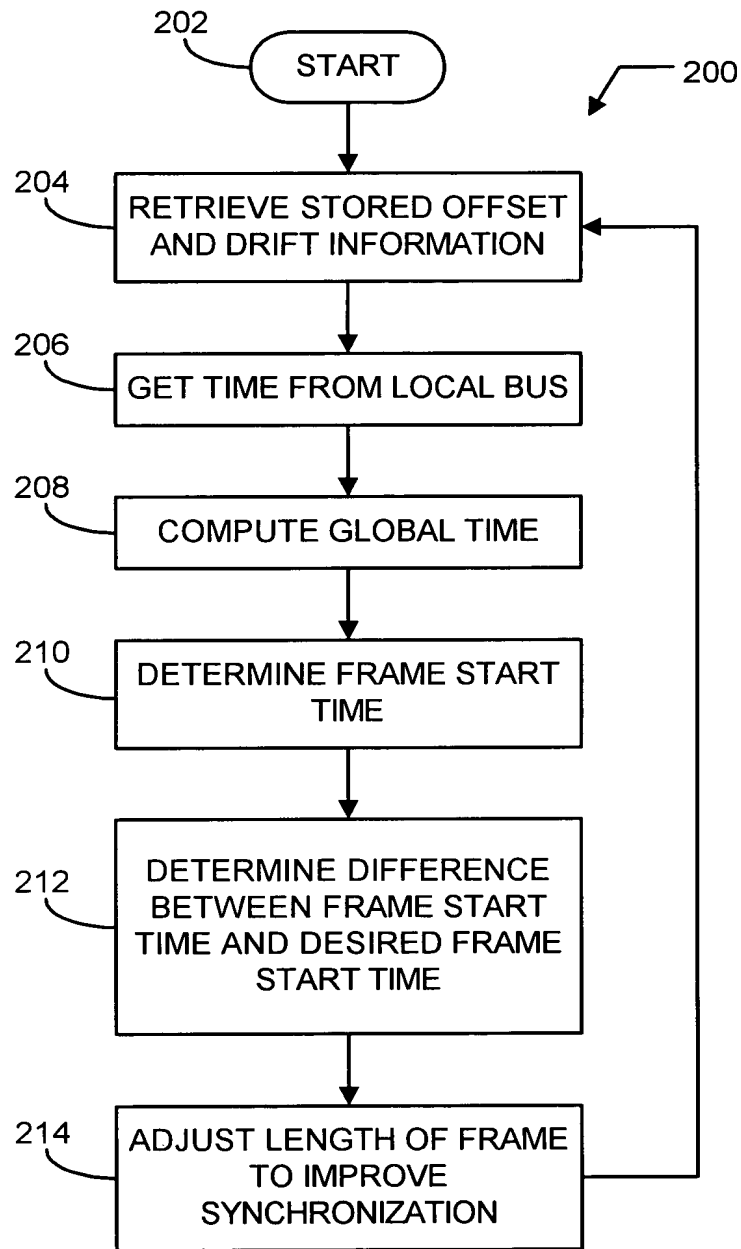 202
START
200
204
RETRIEVE STORED OFFSET
AND DRIFT INFORMATION
206
GET TIME FROM LOCAL BUS
208
COMPUTE GLOBAL TIME
210
DETERMINE FRAME START
TIME
212
DETERMINE DIFFERENCE
BETWEEN FRAME START
TIME AND DESIRED FRAME
START TIME
214
ADJUST LENGTH OF FRAME
TO IMPROVE
SYNCHRONIZATION